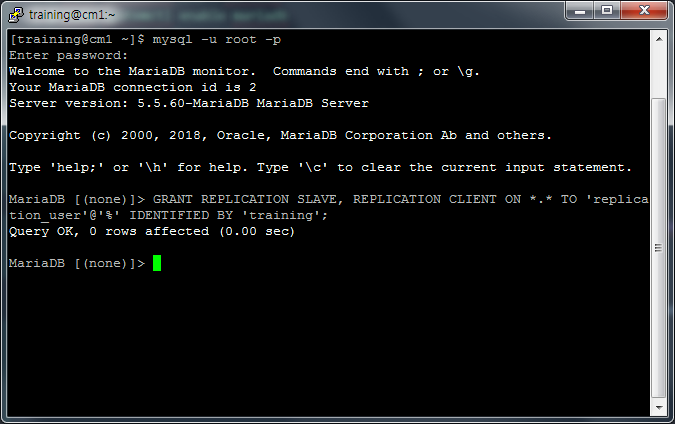 training@cm1:~
[training@cm1 ~]$ mysql -u root -p
Enter password:
Welcome to the MariaDB monitor.  Commands end with ; or \g.
Your MariaDB connection id is 2
Server version: 5.5.60-MariaDB MariaDB Server
Copyright (c) 2000, 2018, Oracle, MariaDB Corporation Ab and others.
Type 'help;' or '\h' for help. Type '\c' to clear the current input statement.
MariaDB [(none)]> GRANT REPLICATION SLAVE, REPLICATION CLIENT ON *.* TO 'replica
tion_user'@'%' IDENTIFIED BY 'training';
Query OK, 0 rows affected (0.00 sec)
MariaDB [(none)]>